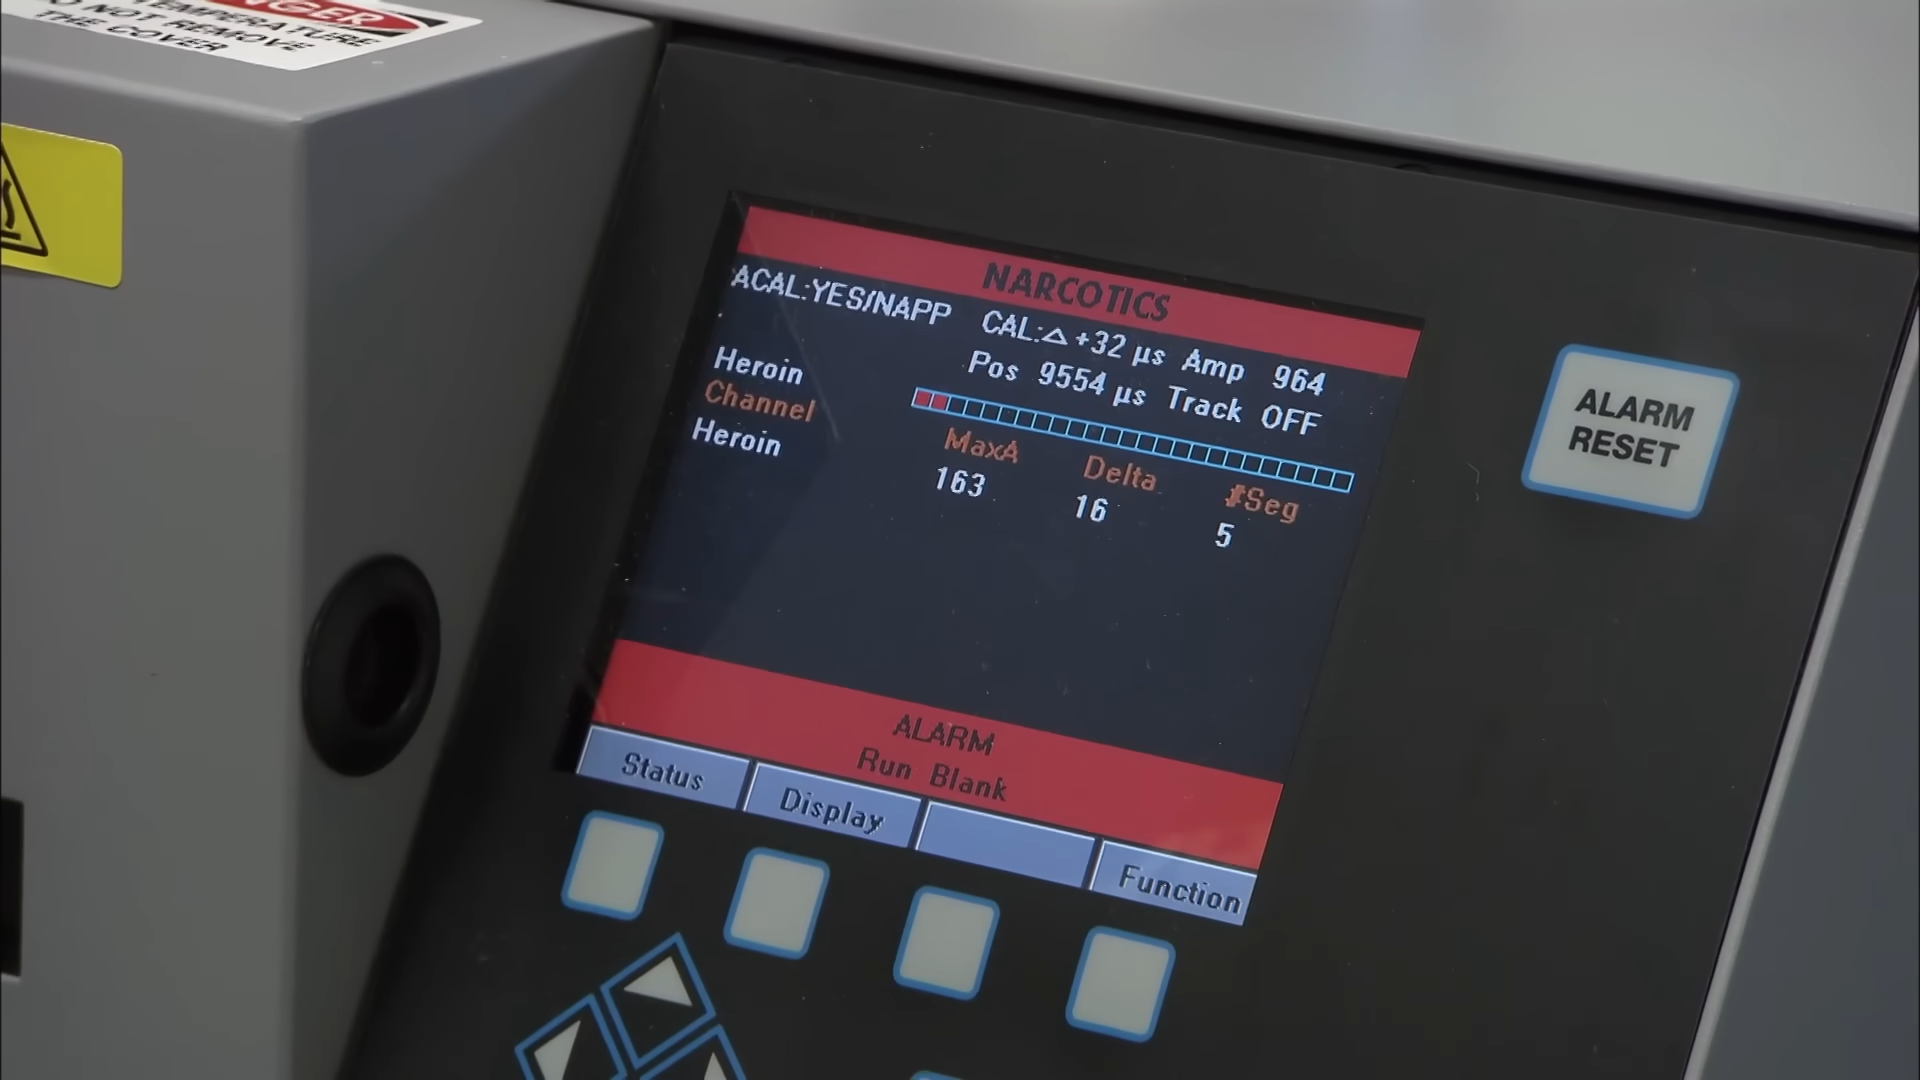 TEMPERATURE
DO NOT REMOVE
THE COVER
NARCOTICS
ACAL:YES/NAPP CAL:△ +32 µs Amp 964
Pos 9554 µs Track OFF
Heroin
Channel MaxA Delta #Seg
Heroin 163 16 5
ALARM
Run Blank
Status Display Function
ALARM
RESET